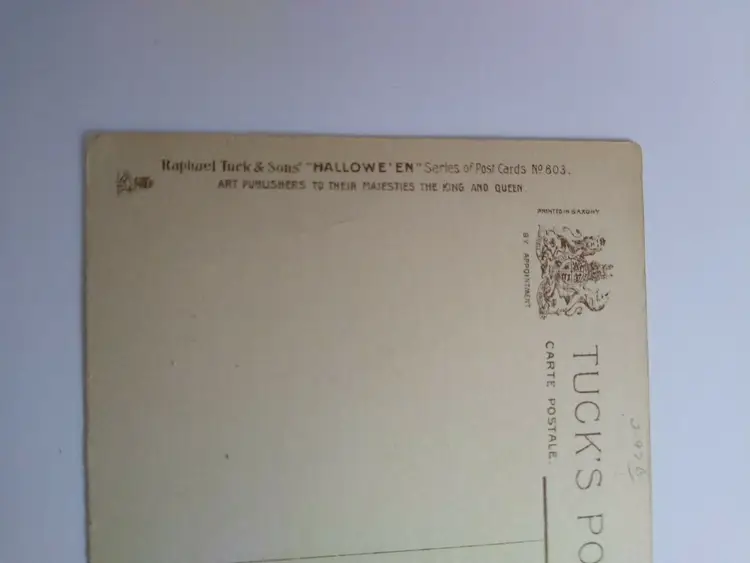 Raphael Tuck & Sons' "HALLOWE'EN" Series of Post Cards No. 803.
ART PUBLISHERS TO THEIR MAJESTIES THE KING AND QUEEN
PRINTED IN SAXONY
BY APPOINTMENT
TUCK'S PO
CARTE POSTALE.